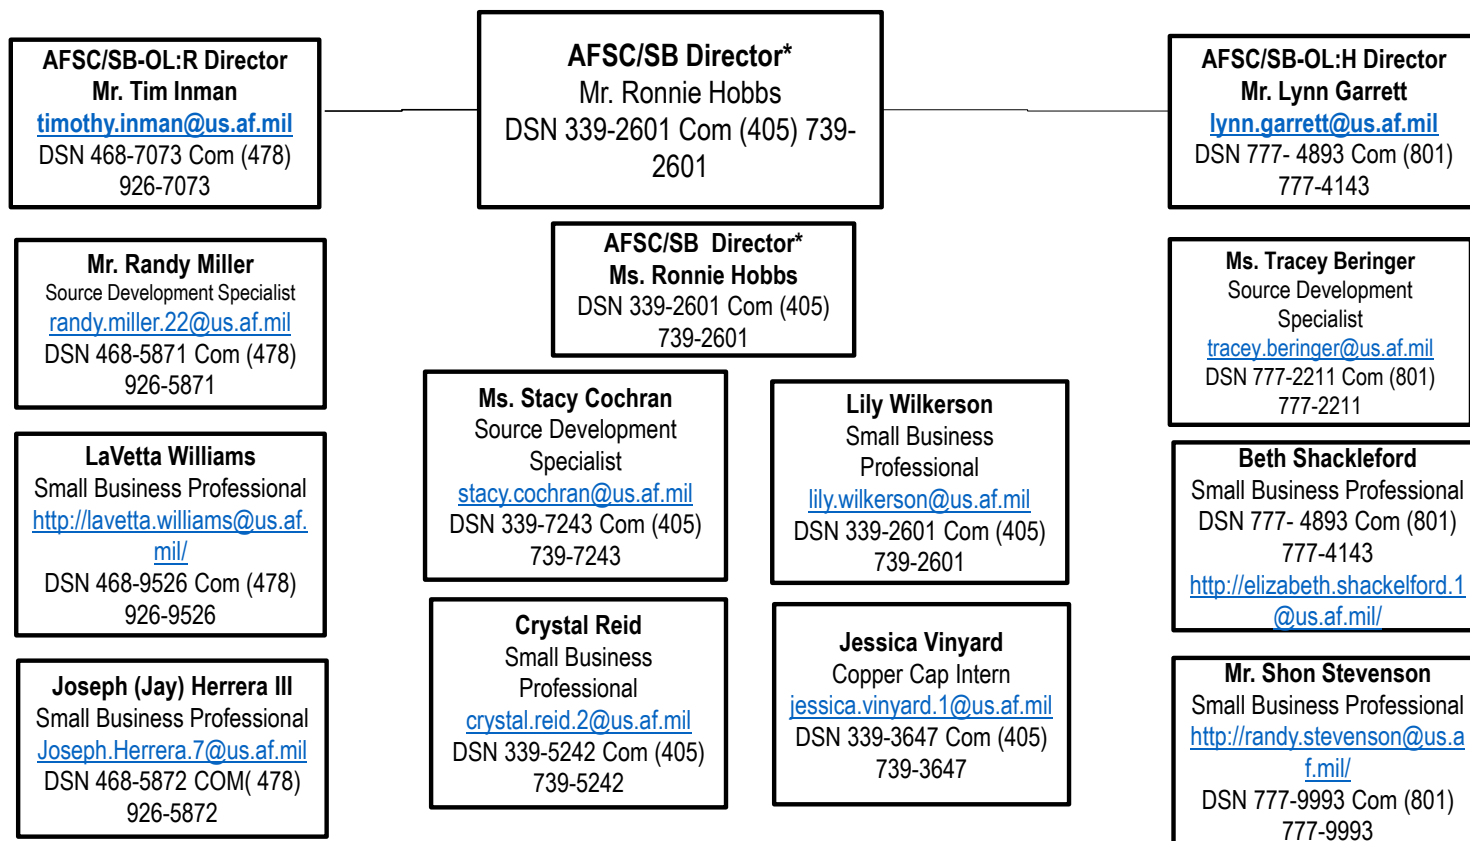 AFSC/SB-OL:R Director
Mr. Tim Inman
timothy.inman@us.af.mil
DSN 468-7073 Com (478)
926-7073
AFSC/SB Director*
Mr. Ronnie Hobbs
DSN 339-2601 Com (405) 739-
2601
AFSC/SB-OL:H Director
Mr. Lynn Garrett
lynn.garrett@us.af.mil
DSN 777- 4893 Com (801)
777-4143
Mr. Randy Miller
Source Development Specialist
randy.miller.22@us.af.mil
DSN 468-5871 Com (478)
926-5871
AFSC/SB Director*
Ms. Ronnie Hobbs
DSN 339-2601 Com (405)
739-2601
Ms. Tracey Beringer
Source Development
Specialist
tracey.beringer@us.af.mil
DSN 777-2211 Com (801)
777-2211
LaVetta Williams
Small Business Professional
http://lavetta.williams@us.af.
mil/
DSN 468-9526 Com (478)
926-9526
Ms. Stacy Cochran
Source Development
Specialist
stacy.cochran@us.af.mil
DSN 339-7243 Com (405)
739-7243
Lily Wilkerson
Small Business
Professional
lily.wilkerson@us.af.mil
DSN 339-2601 Com (405)
739-2601
Beth Shackleford
Small Business Professional
DSN 777- 4893 Com (801)
777-4143
http://elizabeth.shackelford.1
@us.af.mil/
Joseph (Jay) Herrera III
Small Business Professional
Joseph.Herrera.7@us.af.mil
DSN 468-5872 COM( 478)
926-5872
Crystal Reid
Small Business
Professional
crystal.reid.2@us.af.mil
DSN 339-5242 Com (405)
739-5242
Jessica Vinyard
Copper Cap Intern
jessica.vinyard.1@us.af.mil
DSN 339-3647 Com (405)
739-3647
Mr. Shon Stevenson
Small Business Professional
http://randy.stevenson@us.a
f.mil/
DSN 777-9993 Com (801)
777-9993